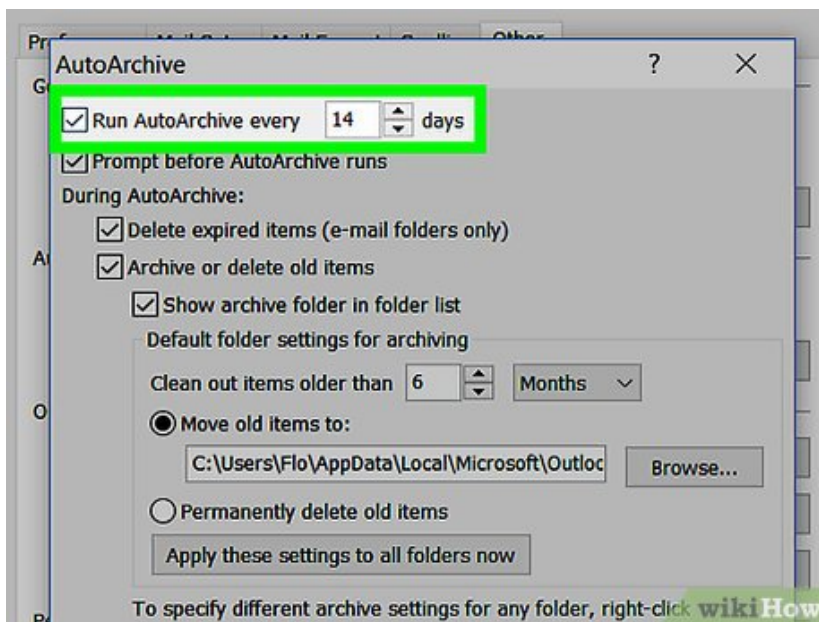 Other
AutoArchive ?
Run AutoArchive every 14 days
Prompt before AutoArchive runs
During AutoArchive:
Delete expired items (e-mail folders only)
Archive or delete old items
Show archive folder in folder list
Default folder settings for archiving
Clean out items older than 6 Months
Move old items to:
C:\Users\Flo\AppData\Local\Microsoft\Outloc Browse...
Permanently delete old items
Apply these settings to all folders now
To specify different archive settings for any folder, right-click
wikiHow